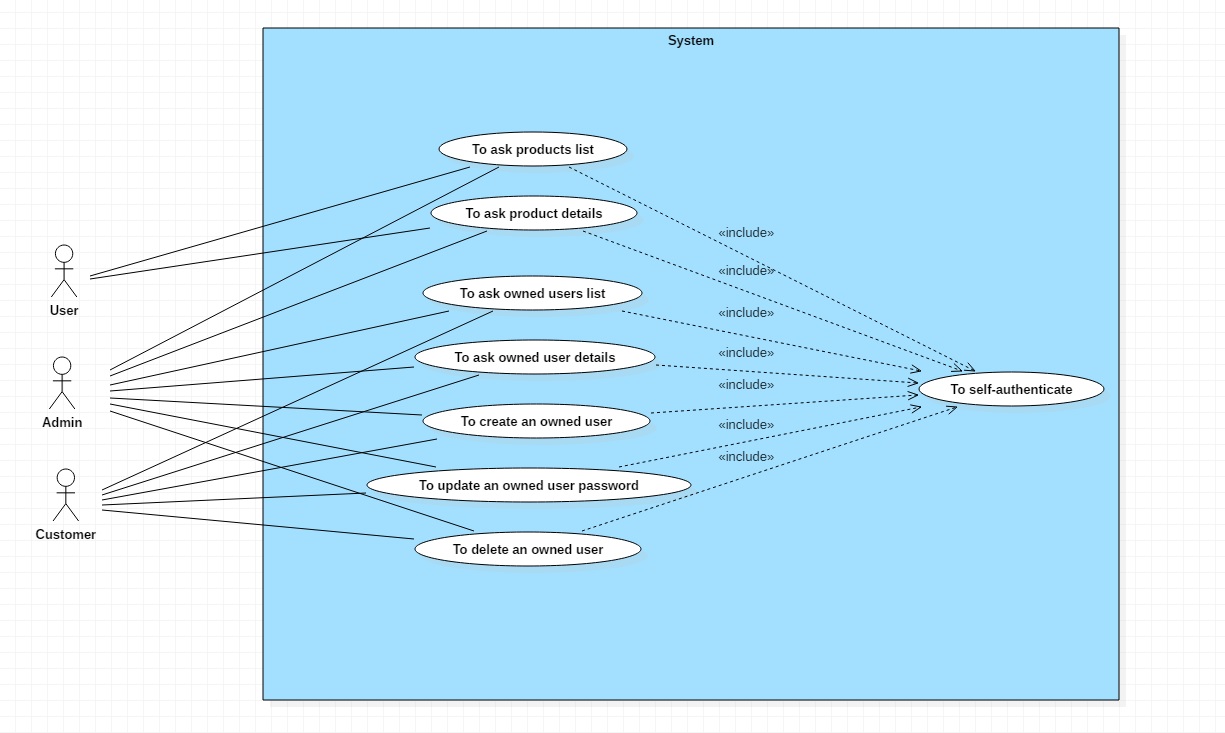 System
To ask products list
To ask product details
«include»
User
«include»
To ask owned users list
«include»
To ask owned user details
«include»
Admin
«include»
To self-authenticate
To create an owned user
«include»
To update an owned user password
«include»
Customer
To delete an owned user